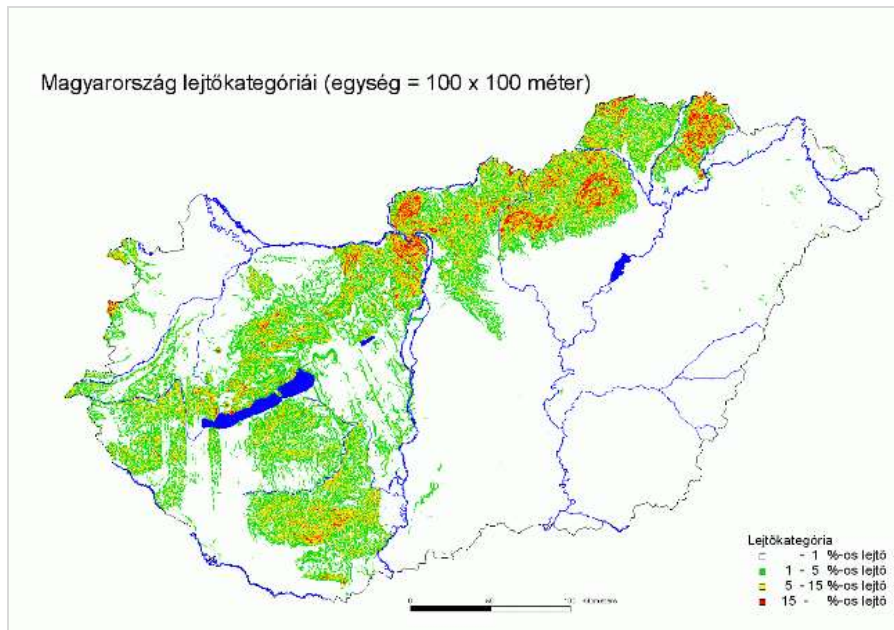 Magyarország lejtőkategóriái (egység = 100 x 100 méter)
Lejtőkategória
- 1 %-os lejtő
1 - 5 %-os lejtő
5 - 15 %-os lejtő
15 - %-os lejtő
0